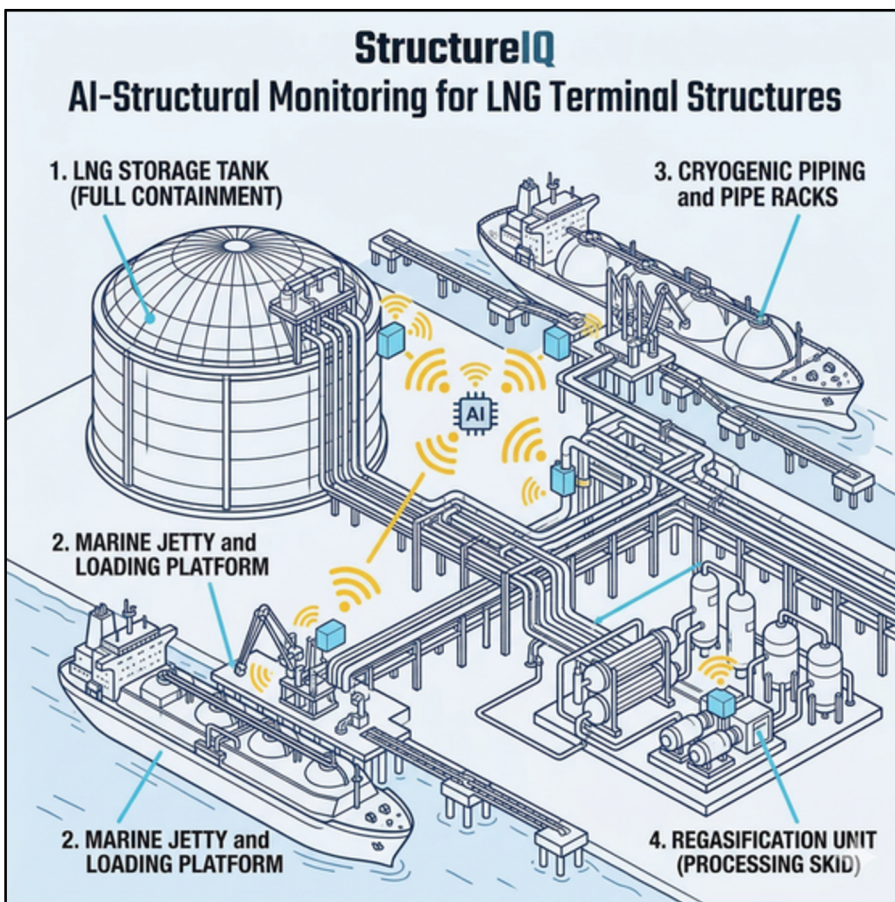 StructureIQ
AI-Structural Monitoring for LNG Terminal Structures
1. LNG STORAGE TANK
(FULL CONTAINMENT)
3. CRYOGENIC PIPING
and PIPE RACKS
AI
2. MARINE JETTY and
LOADING PLATFORM
2. MARINE JETTY and
LOADING PLATFORM
4. REGASIFICATION UNIT
(PROCESSING SKID)